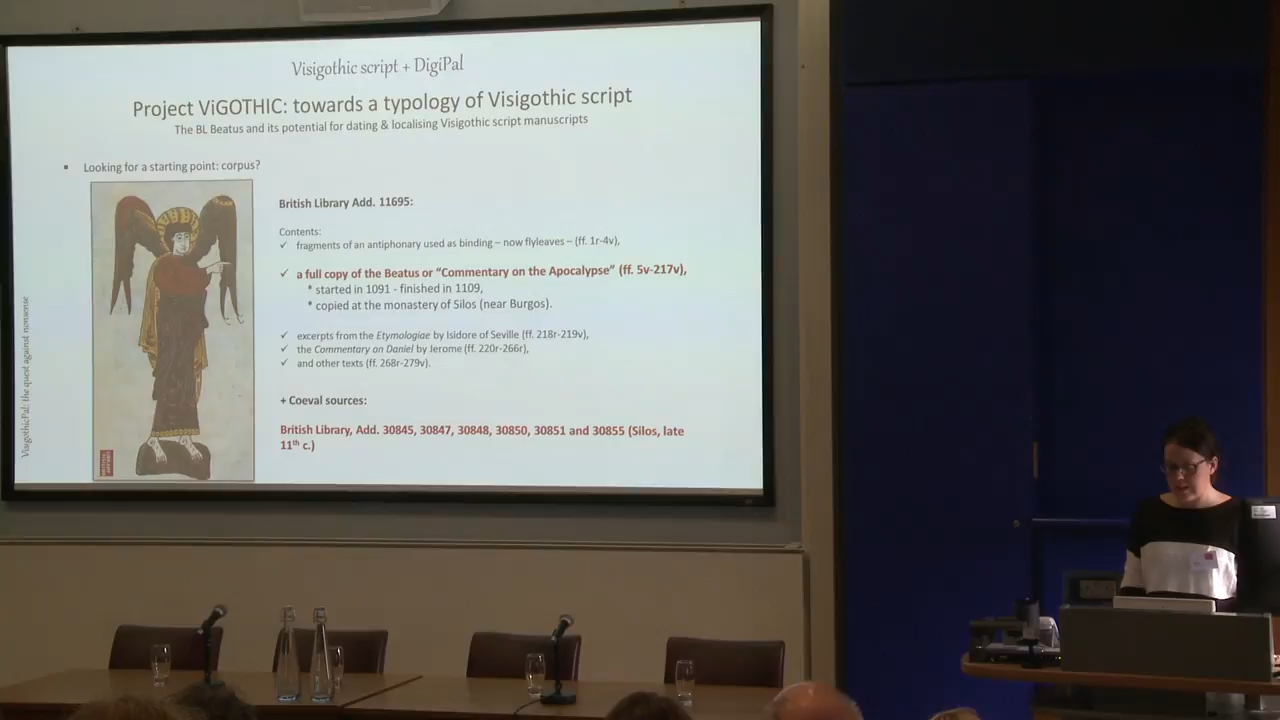 Visigothic script + DigiPal
Project ViGOTHIC: towards a typology of Visigothic script
The BL Beatus and its potential for dating & localising Visigothic script manuscripts
▪ Looking for a starting point: corpus?
British Library Add. 11695:
Contents:
✓ fragments of an antiphonary used as binding – now flyleaves – (ff. 1r-4v),
✓ a full copy of the Beatus or “Commentary on the Apocalypse” (ff. 5v-217v),
* started in 1091 - finished in 1109,
* copied at the monastery of Silos (near Burgos).
✓ excerpts from the Etymologiae by Isidore of Seville (ff. 218r-219v),
✓ the Commentary on Daniel by Jerome (ff. 220r-266r),
✓ and other texts (ff. 268r-279v).
+ Coeval sources:
British Library, Add. 30845, 30847, 30848, 30850, 30851 and 30855 (Silos, late
11th c.)
VisigothicPal: the quest against nonsense